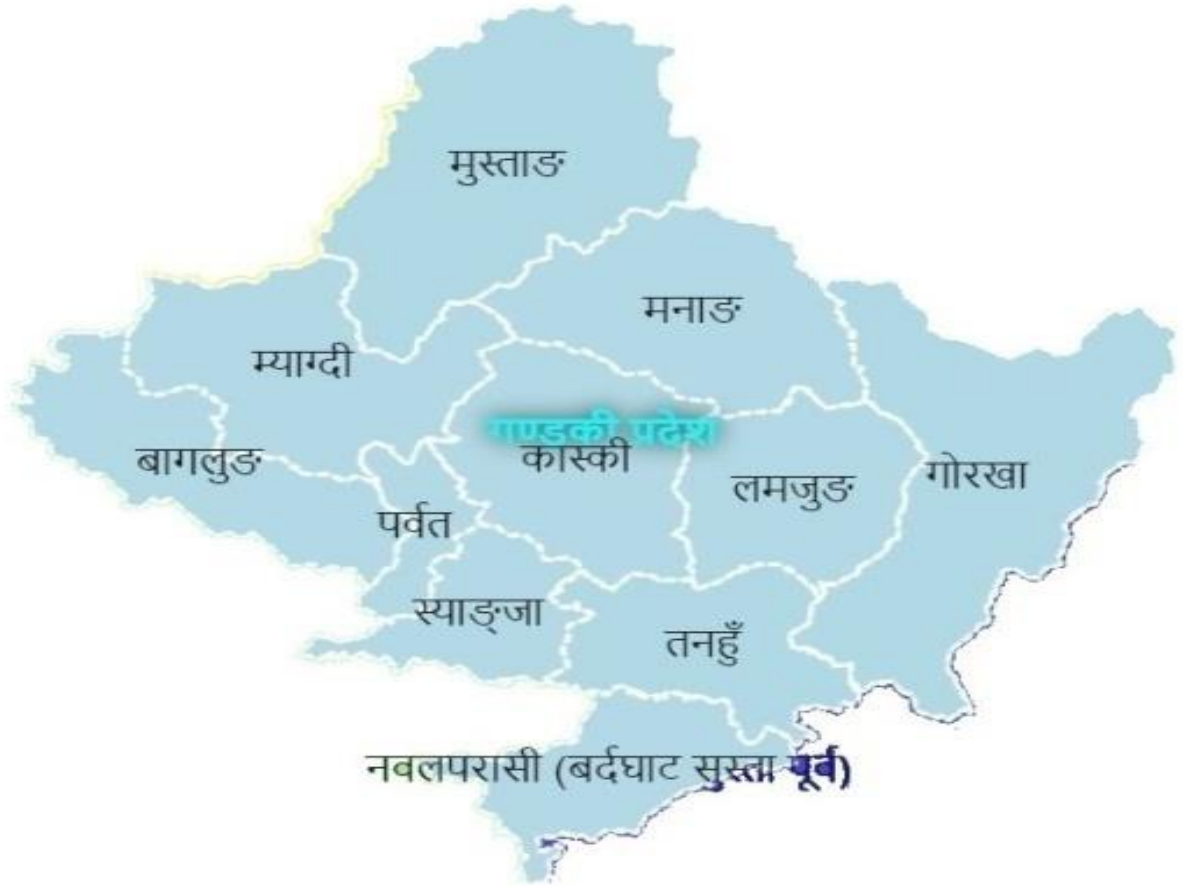 मुस्ताङ
मनाङ
म्याग्दी
गण्डकी प्रदेश
कास्की
बागलुङ
लमजुङ
गोरखा
पर्वत
स्याङ्जा
तनहुँ
नवलपरासी (बर्दघाट सुस्ता पूर्व)